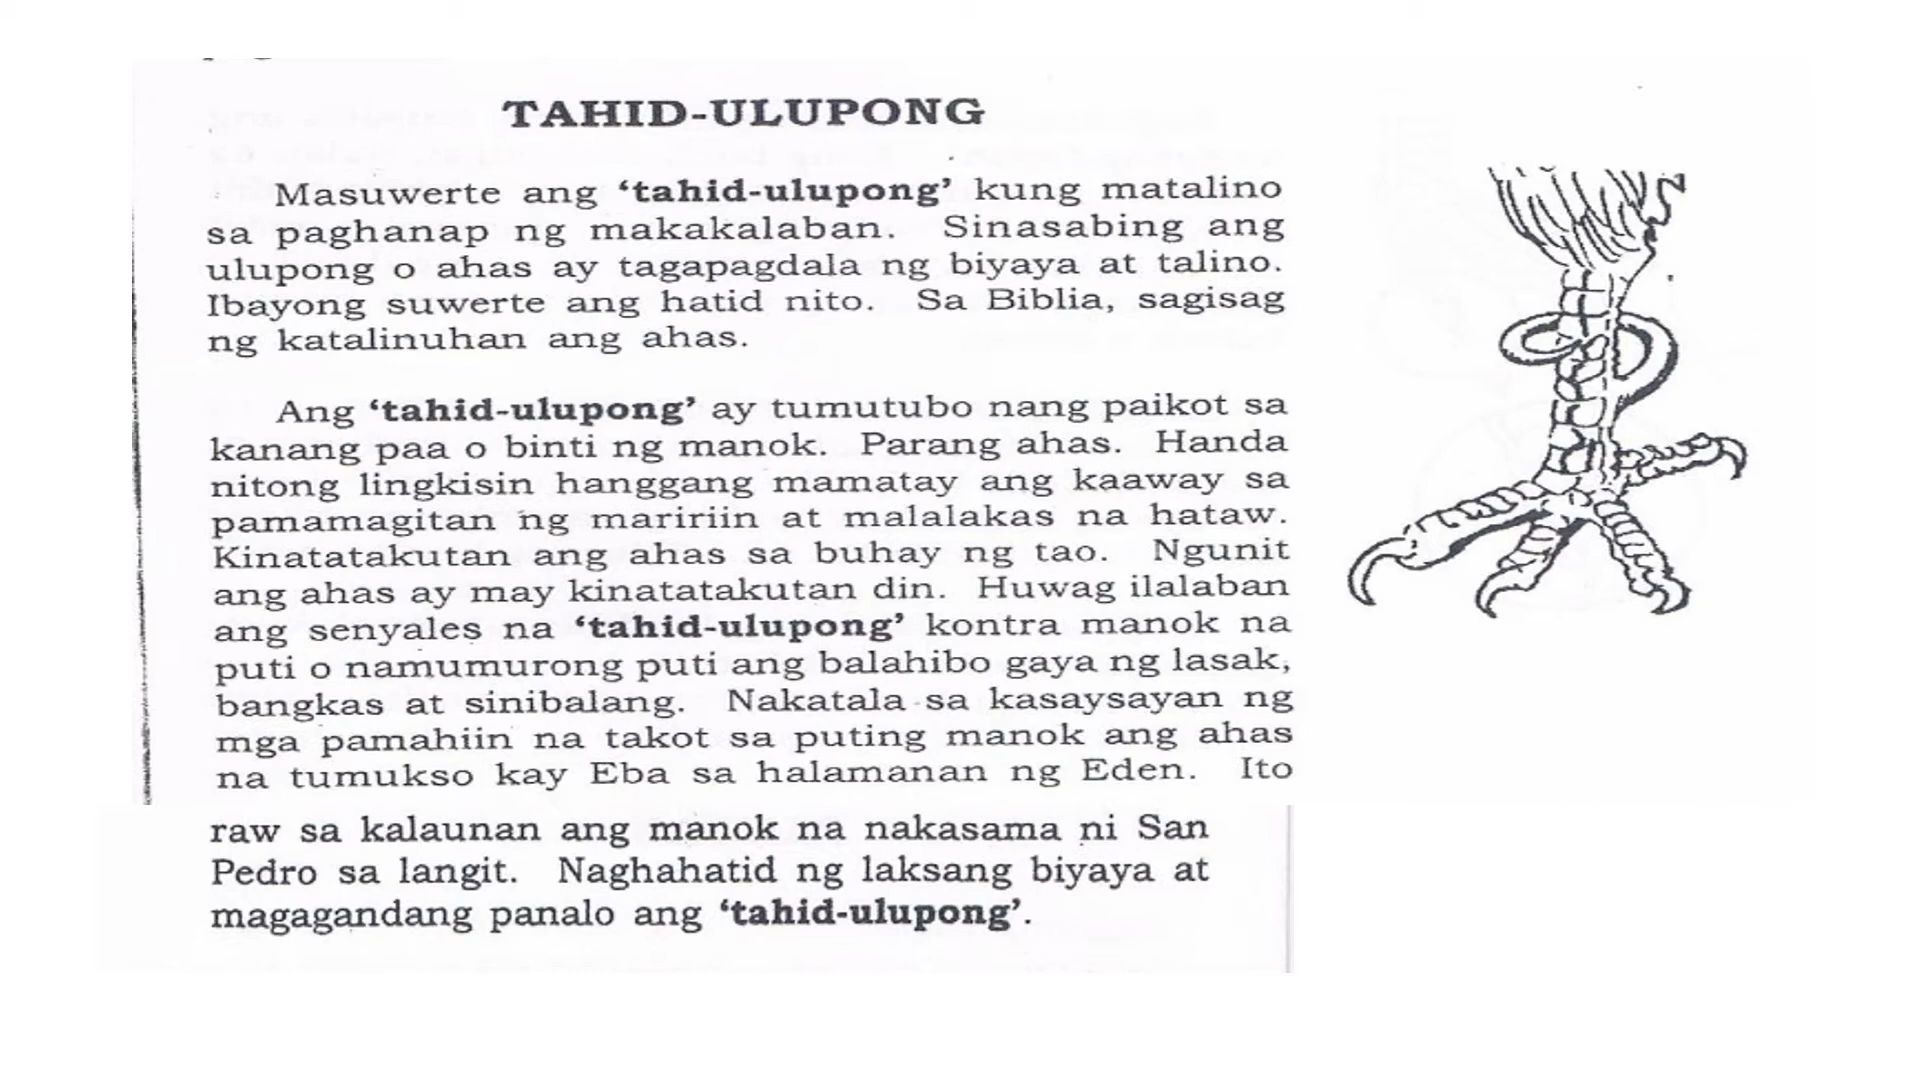 TAHID-ULUPONG
Masuwerte ang ‘tahid-ulupong’ kung matalino
sa paghanap ng makakalaban. Sinasabing ang
ulupong o ahas ay tagapagdala ng biyaya at talino.
Ibayong suwerte ang hatid nito. Sa Biblia, sagisag
ng katalinuhan ang ahas.
Ang ‘tahid-ulupong’ ay tumutubo nang paikot sa
kanang paa o binti ng manok. Parang ahas. Handa
nitong lingkisin hanggang mamatay ang kaaway sa
pamamagitan ng maririin at malalakas na hataw.
Kinatatakutan ang ahas sa buhay ng tao. Ngunit
ang ahas ay may kinatatakutan din. Huwag ilalaban
ang senyales na ‘tahid-ulupong’ kontra manok na
puti o namumurong puti ang balahibo gaya ng lasak,
bangkas at sinibalang. Nakatala sa kasaysayan ng
mga pamahiin na takot sa puting manok ang ahas
na tumukso kay Eba sa halamanan ng Eden. Ito
raw sa kalaunan ang manok na nakasama ni San
Pedro sa langit. Naghahatid ng laksang biyaya at
magagandang panalo ang ‘tahid-ulupong’.